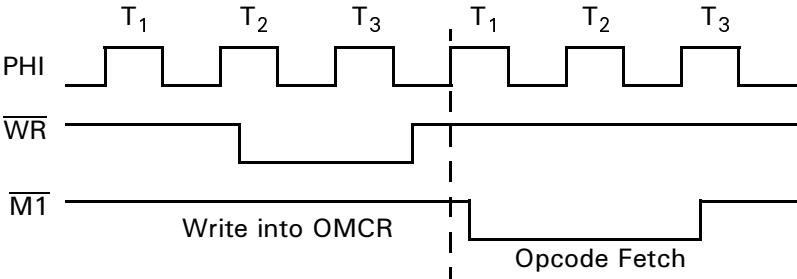 T1 T2 T3 T1 T2 T3
PHI
WR
M1
Write into OMCR
Opcode Fetch